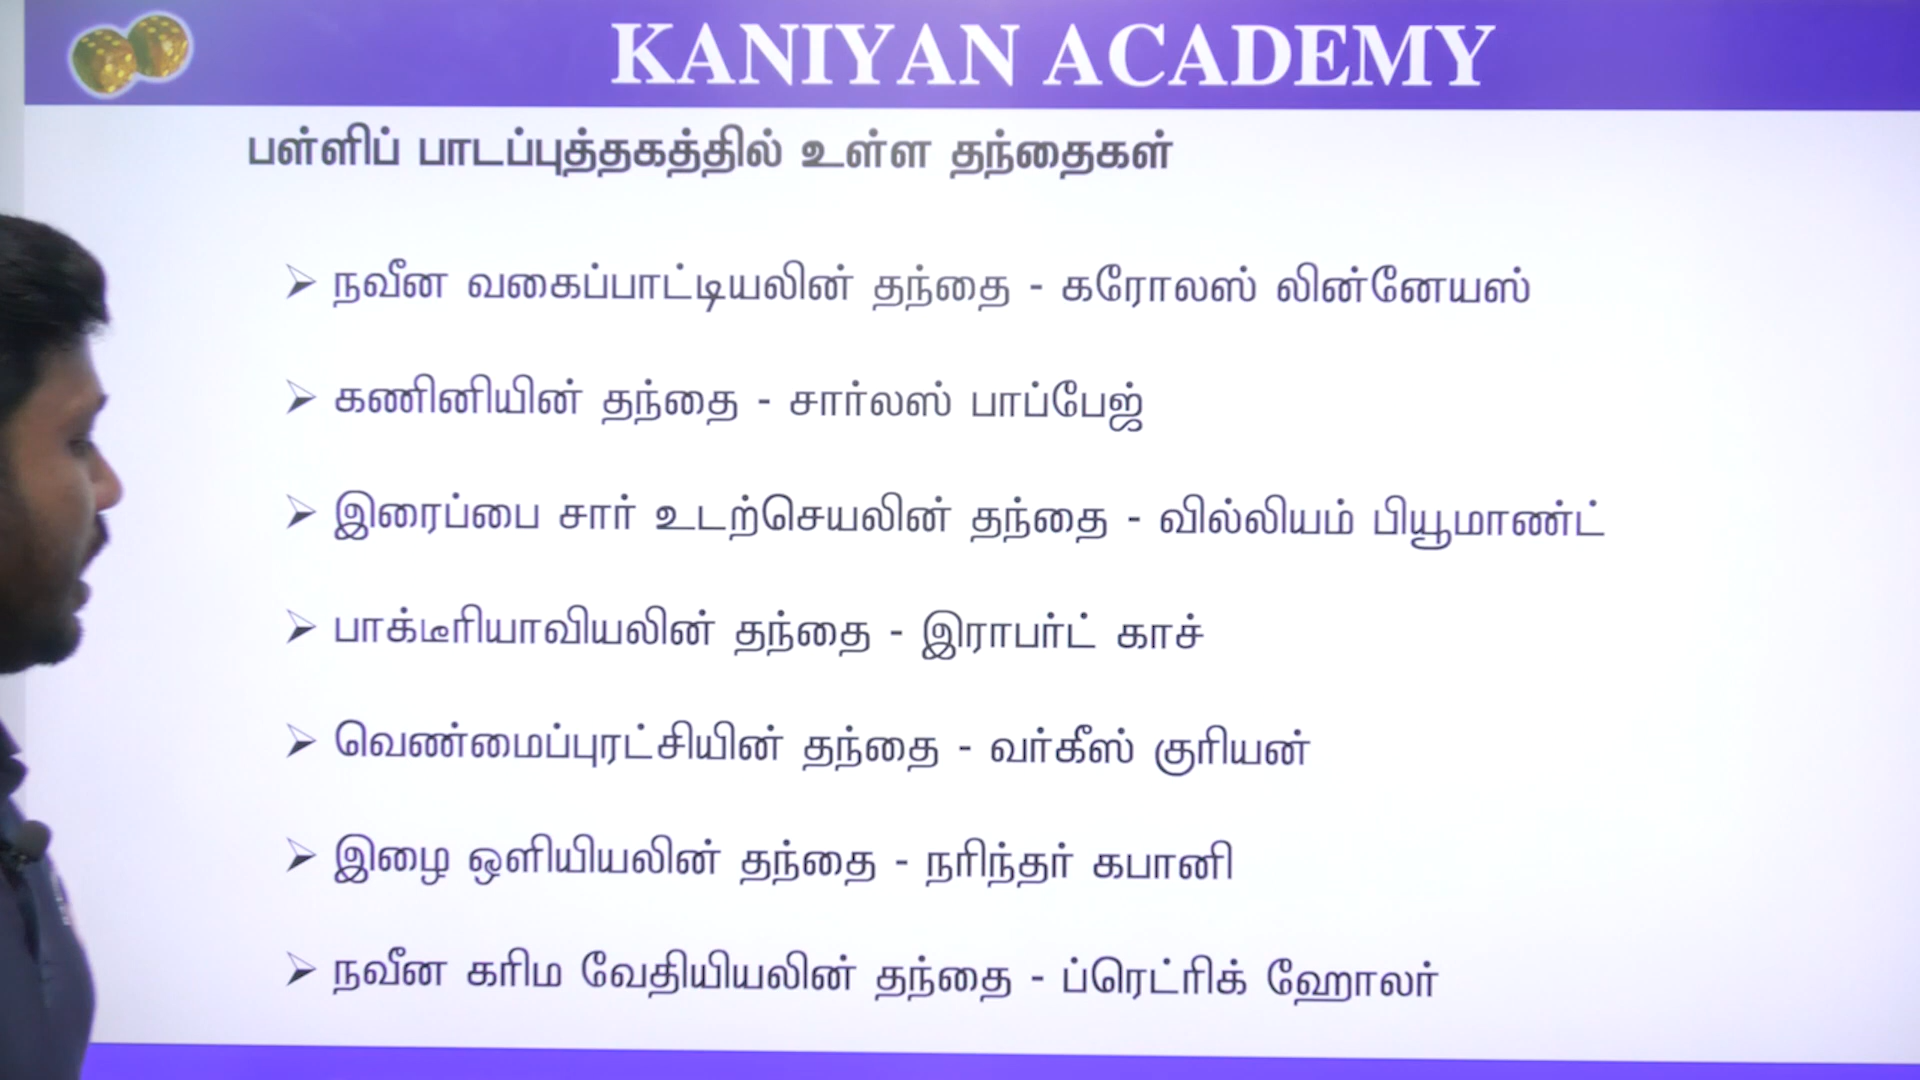 KANIYAN ACADEMY
பள்ளிப் பாடப்புத்தகத்தில் உள்ள தந்தைகள்
➢ நவீன வகைப்பாட்டியலின் தந்தை - கரோலஸ் லின்னேயஸ்
➢ கணினியின் தந்தை - சார்லஸ் பாப்பேஜ்
➢ இரைப்பை சார் உடற்செயலின் தந்தை - வில்லியம் பியூமாண்ட்
➢ பாக்டீரியாவியலின் தந்தை - இராபர்ட் காச்
➢ வெண்மைப்புரட்சியின் தந்தை - வர்கீஸ் குரியன்
➢ இழை ஒளியியலின் தந்தை - நரிந்தர் கபானி
➢ நவீன கரிம வேதியியலின் தந்தை - ப்ரெட்ரிக் ஹோலர்